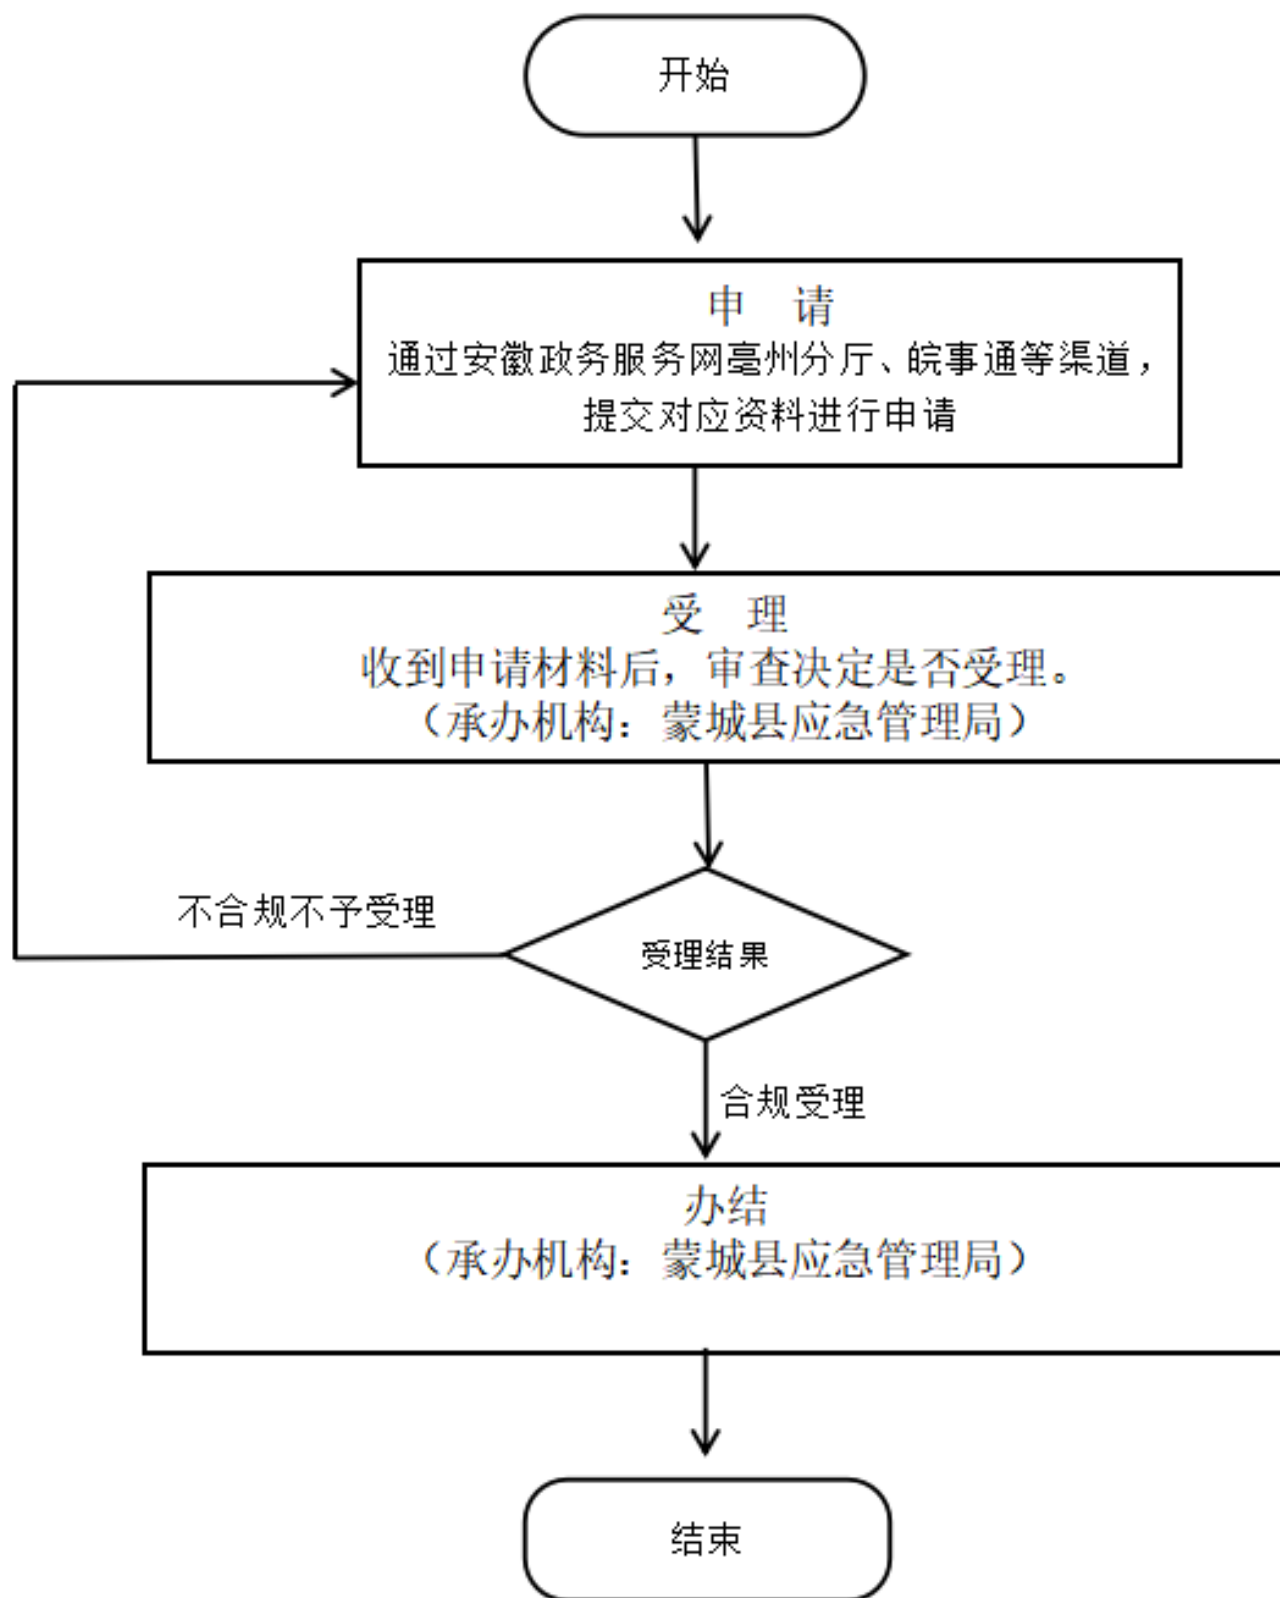 开始
申 请
通过安徽政务服务网亳州分厅、皖事通等渠道，
提交对应资料进行申请
受 理
收到申请材料后，审查决定是否受理。
（承办机构：蒙城县应急管理局）
不合规不予受理
受理结果
合规受理
办结
（承办机构：蒙城县应急管理局）
结束